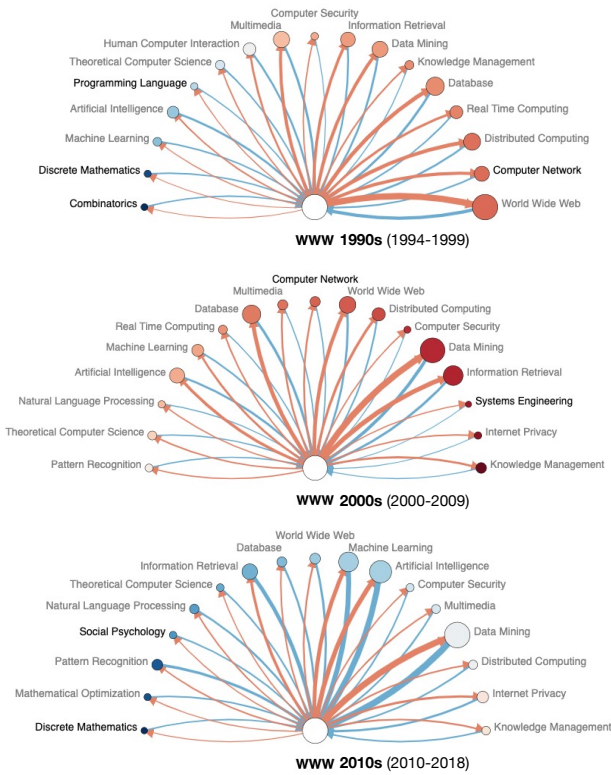 Computer Security
Multimedia
Information Retrieval
Human Computer Interaction
Data Mining
Theoretical Computer Science
Knowledge Management
Programming Language
Database
Artificial Intelligence
Real Time Computing
Machine Learning
Distributed Computing
Discrete Mathematics
Computer Network
Combinatorics
World Wide Web
www 1990s (1994-1999)
Computer Network
Multimedia
World Wide Web
Database
Distributed Computing
Real Time Computing
Computer Security
Machine Learning
Data Mining
Artificial Intelligence
Information Retrieval
Natural Language Processing
Systems Engineering
Theoretical Computer Science
Internet Privacy
Pattern Recognition
Knowledge Management
www 2000s (2000-2009)
World Wide Web
Database
Machine Learning
Information Retrieval
Artificial Intelligence
Theoretical Computer Science
Computer Security
Natural Language Processing
Multimedia
Social Psychology
Data Mining
Pattern Recognition
Distributed Computing
Mathematical Optimization
Internet Privacy
Discrete Mathematics
Knowledge Management
www 2010s (2010-2018)